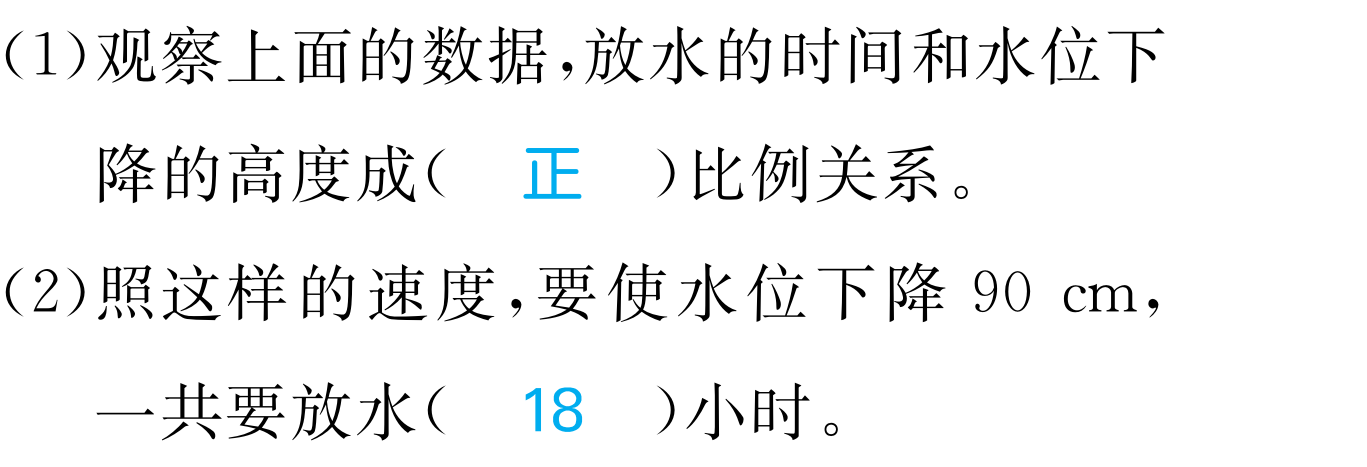 (1)观察上面的数据,放水的时间和水位下
降的高度成( 正 )比例关系。
(2)照这样的速度,要使水位下降 90 cm,
一共要放水( 18 )小时。